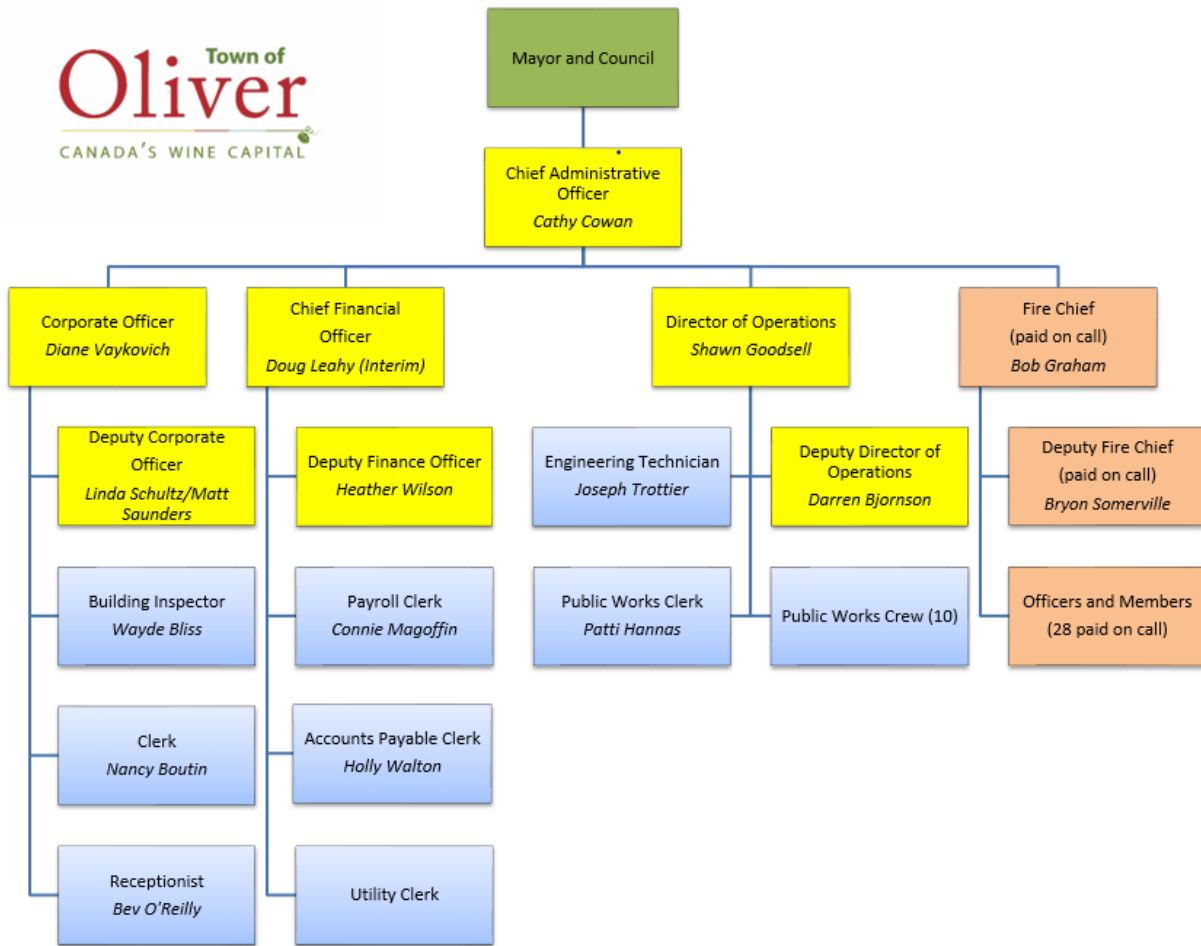 Town of
Oliver
CANADA'S WINE CAPITAL
Mayor and Council
Chief Administrative
Officer
Cathy Cowan
Corporate Officer
Diane Vaykovich
Chief Financial
Officer
Doug Leahy (Interim)
Director of Operations
Shawn Goodsell
Fire Chief
(paid on call)
Bob Graham
Deputy Corporate
Officer
Linda Schultz/Matt
Saunders
Deputy Finance Officer
Heather Wilson
Engineering Technician
Joseph Trottier
Deputy Director of
Operations
Darren Bjornson
Deputy Fire Chief
(paid on call)
Bryon Somerville
Building Inspector
Wayde Bliss
Payroll Clerk
Connie Magoffin
Public Works Clerk
Patti Hannas
Public Works Crew (10)
Officers and Members
(28 paid on call)
Clerk
Nancy Boutin
Accounts Payable Clerk
Holly Walton
Receptionist
Bev O'Reilly
Utility Clerk